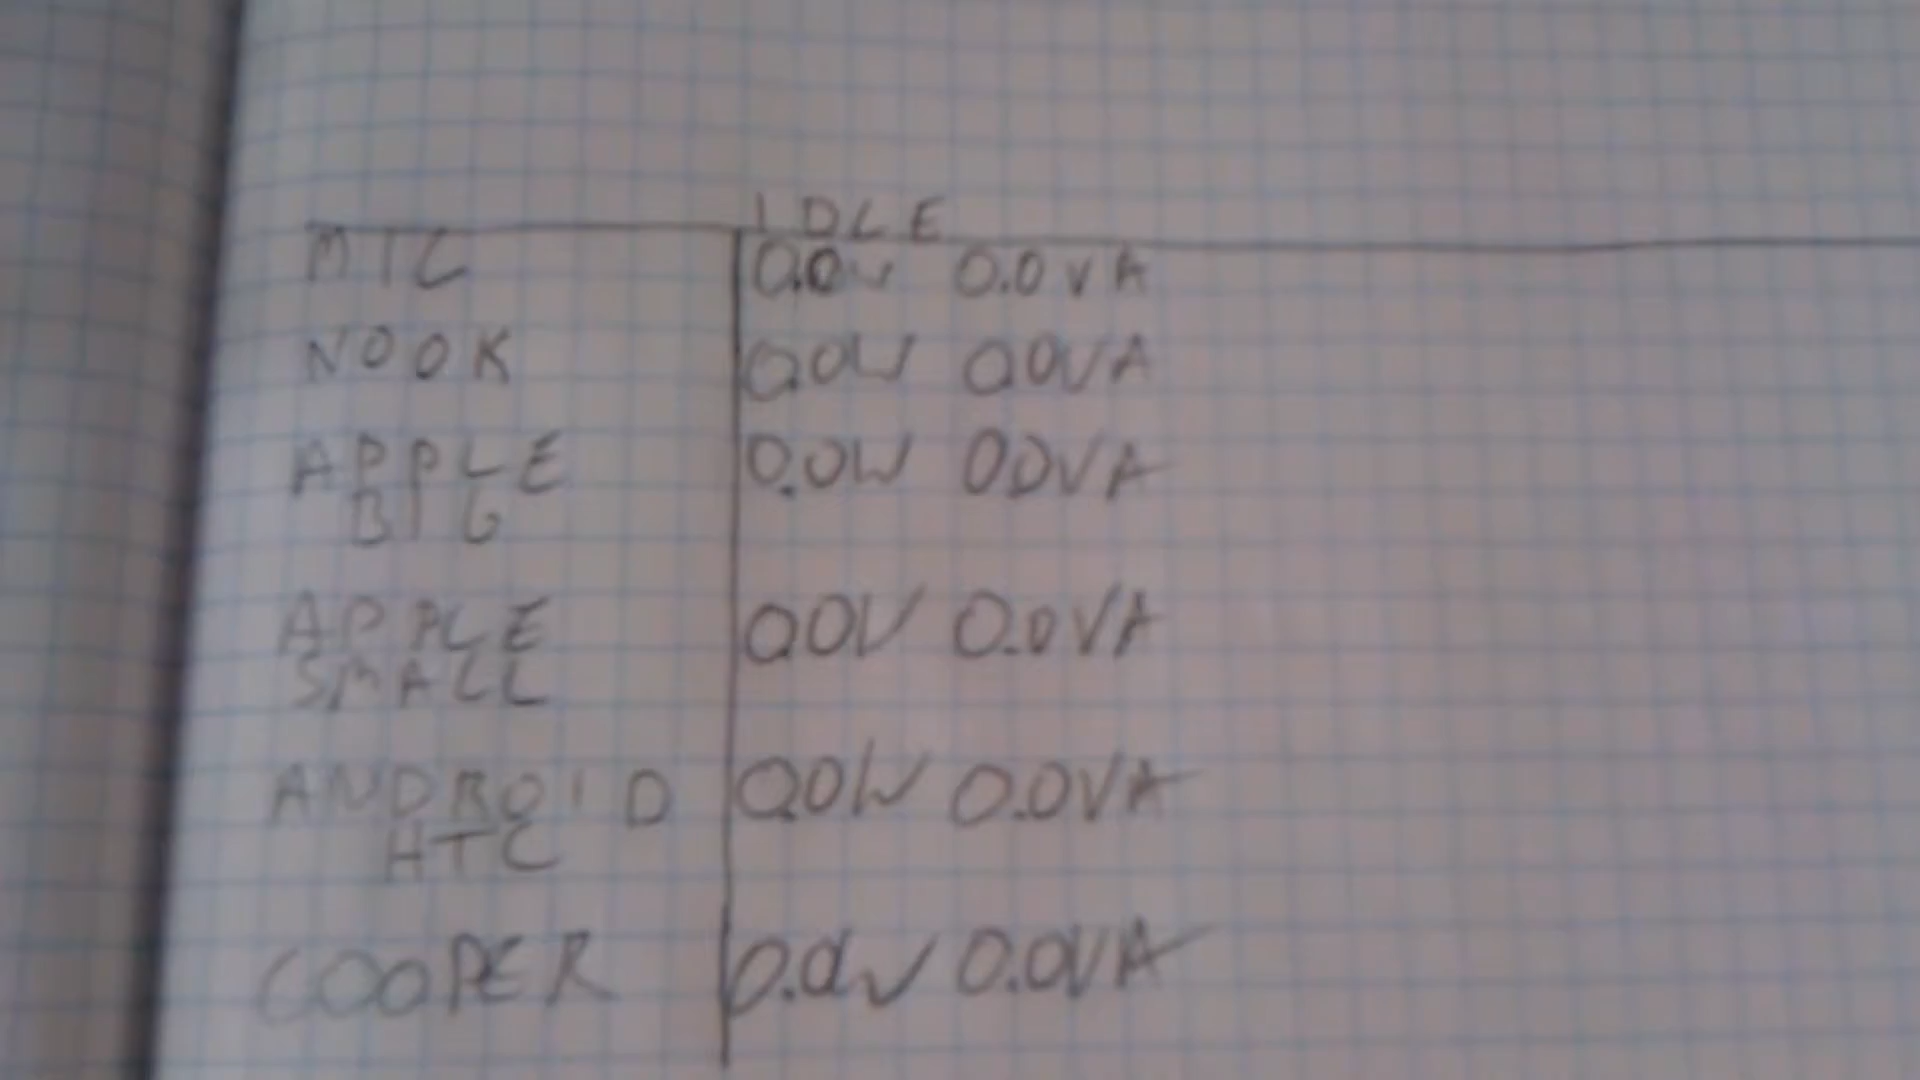 IDLE
MTC 0.0W 0.0VA
NOOK 0.0W 0.0VA
APPLE 0.0W 0.0VA
BIG
APPLE 0.0W 0.0VA
SMALL
ANDROID 0.0W 0.0VA
HTC
COOPER 0.0W 0.0VA